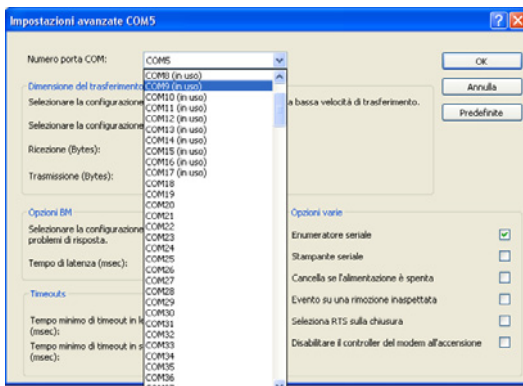 Impostazioni avanzate COM5
Numero porta COM:
COM5
OK
Annulla
Predefinite
COM8 (in uso)
COM9 (in uso)
COM10 (in uso)
COM11 (in uso)
COM12 (in uso)
COM13 (in uso)
COM14 (in uso)
COM15 (in uso)
COM16 (in uso)
COM17 (in uso)
COM18
COM19
COM20
COM21
COM22
COM23
COM24
COM25
COM26
COM27
COM28
COM29
COM30
COM31
COM32
COM33
COM34
COM35
COM36
Dimensione del trasferimento
Selezionare la configurazione
a bassa velocità di trasferimento.
Selezionare la configurazione
Ricezione (Bytes):
Trasmissione (Bytes):
Opzioni BM
Selezionare la configurazione
problemi di risposta.
Tempo di latenza (msec):
Timeouts
Tempo minimo di timeout in le
(msec):
Tempo minimo di timeout in s
(msec):
Opzioni varie
Enumeratore seriale
Stampante seriale
Cancella se l'alimentazione è spenta
Evento su una rimozione inaspettata
Seleziona RTS sulla chiusura
Disabilitare il controller del modem all'accensione